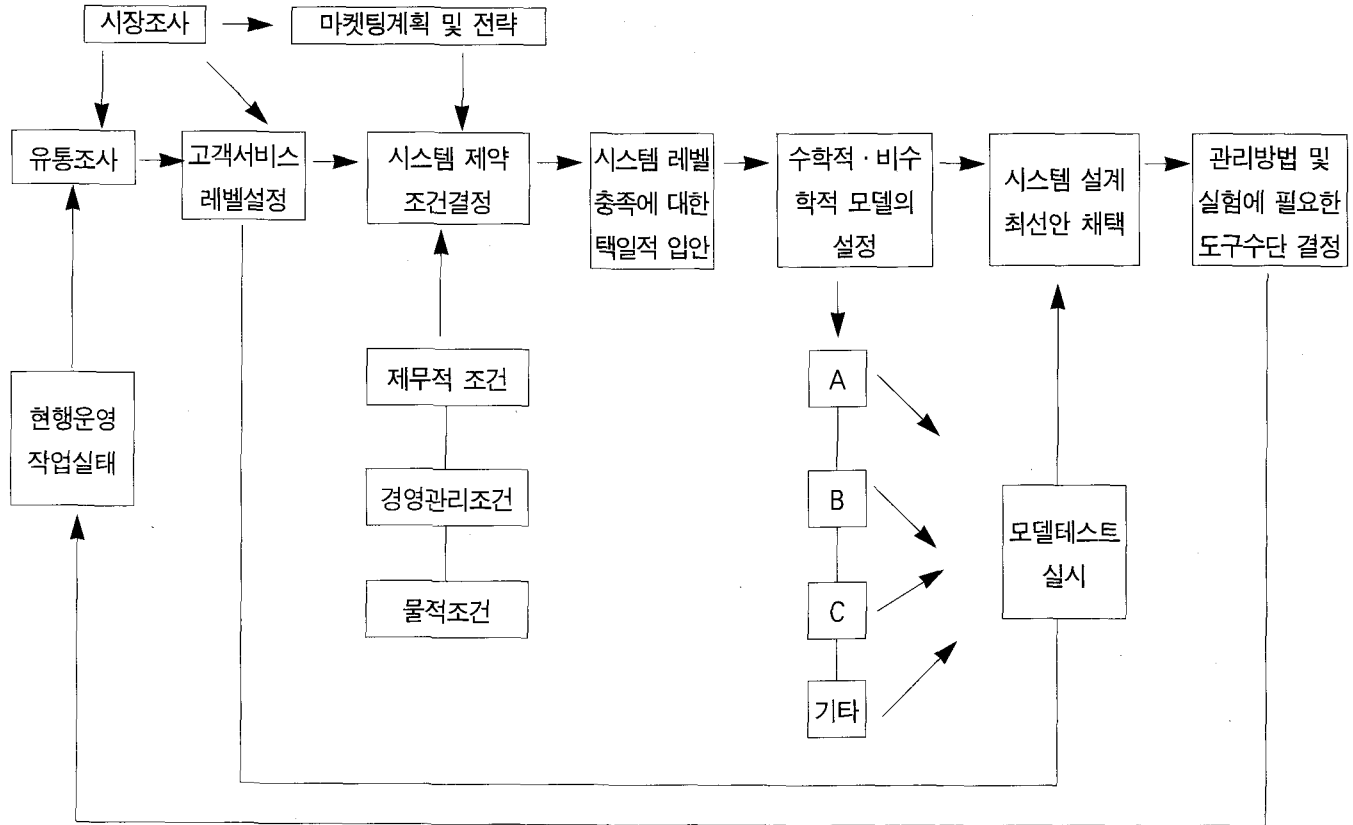 시장조사
마켓팅계획 및 전략
유통조사
고객서비스
레벨설정
시스템 제약
조건결정
시스템 레벨
충족에 대한
택일적 입안
수학적·비수
학적 모델의
설정
시스템 설계
최선안 채택
관리방법 및
실험에 필요한
도구수단 결정
현행운영
작업실태
제무적 조건
경영관리조건
물적조건
A
B
C
기타
모델테스트
실시